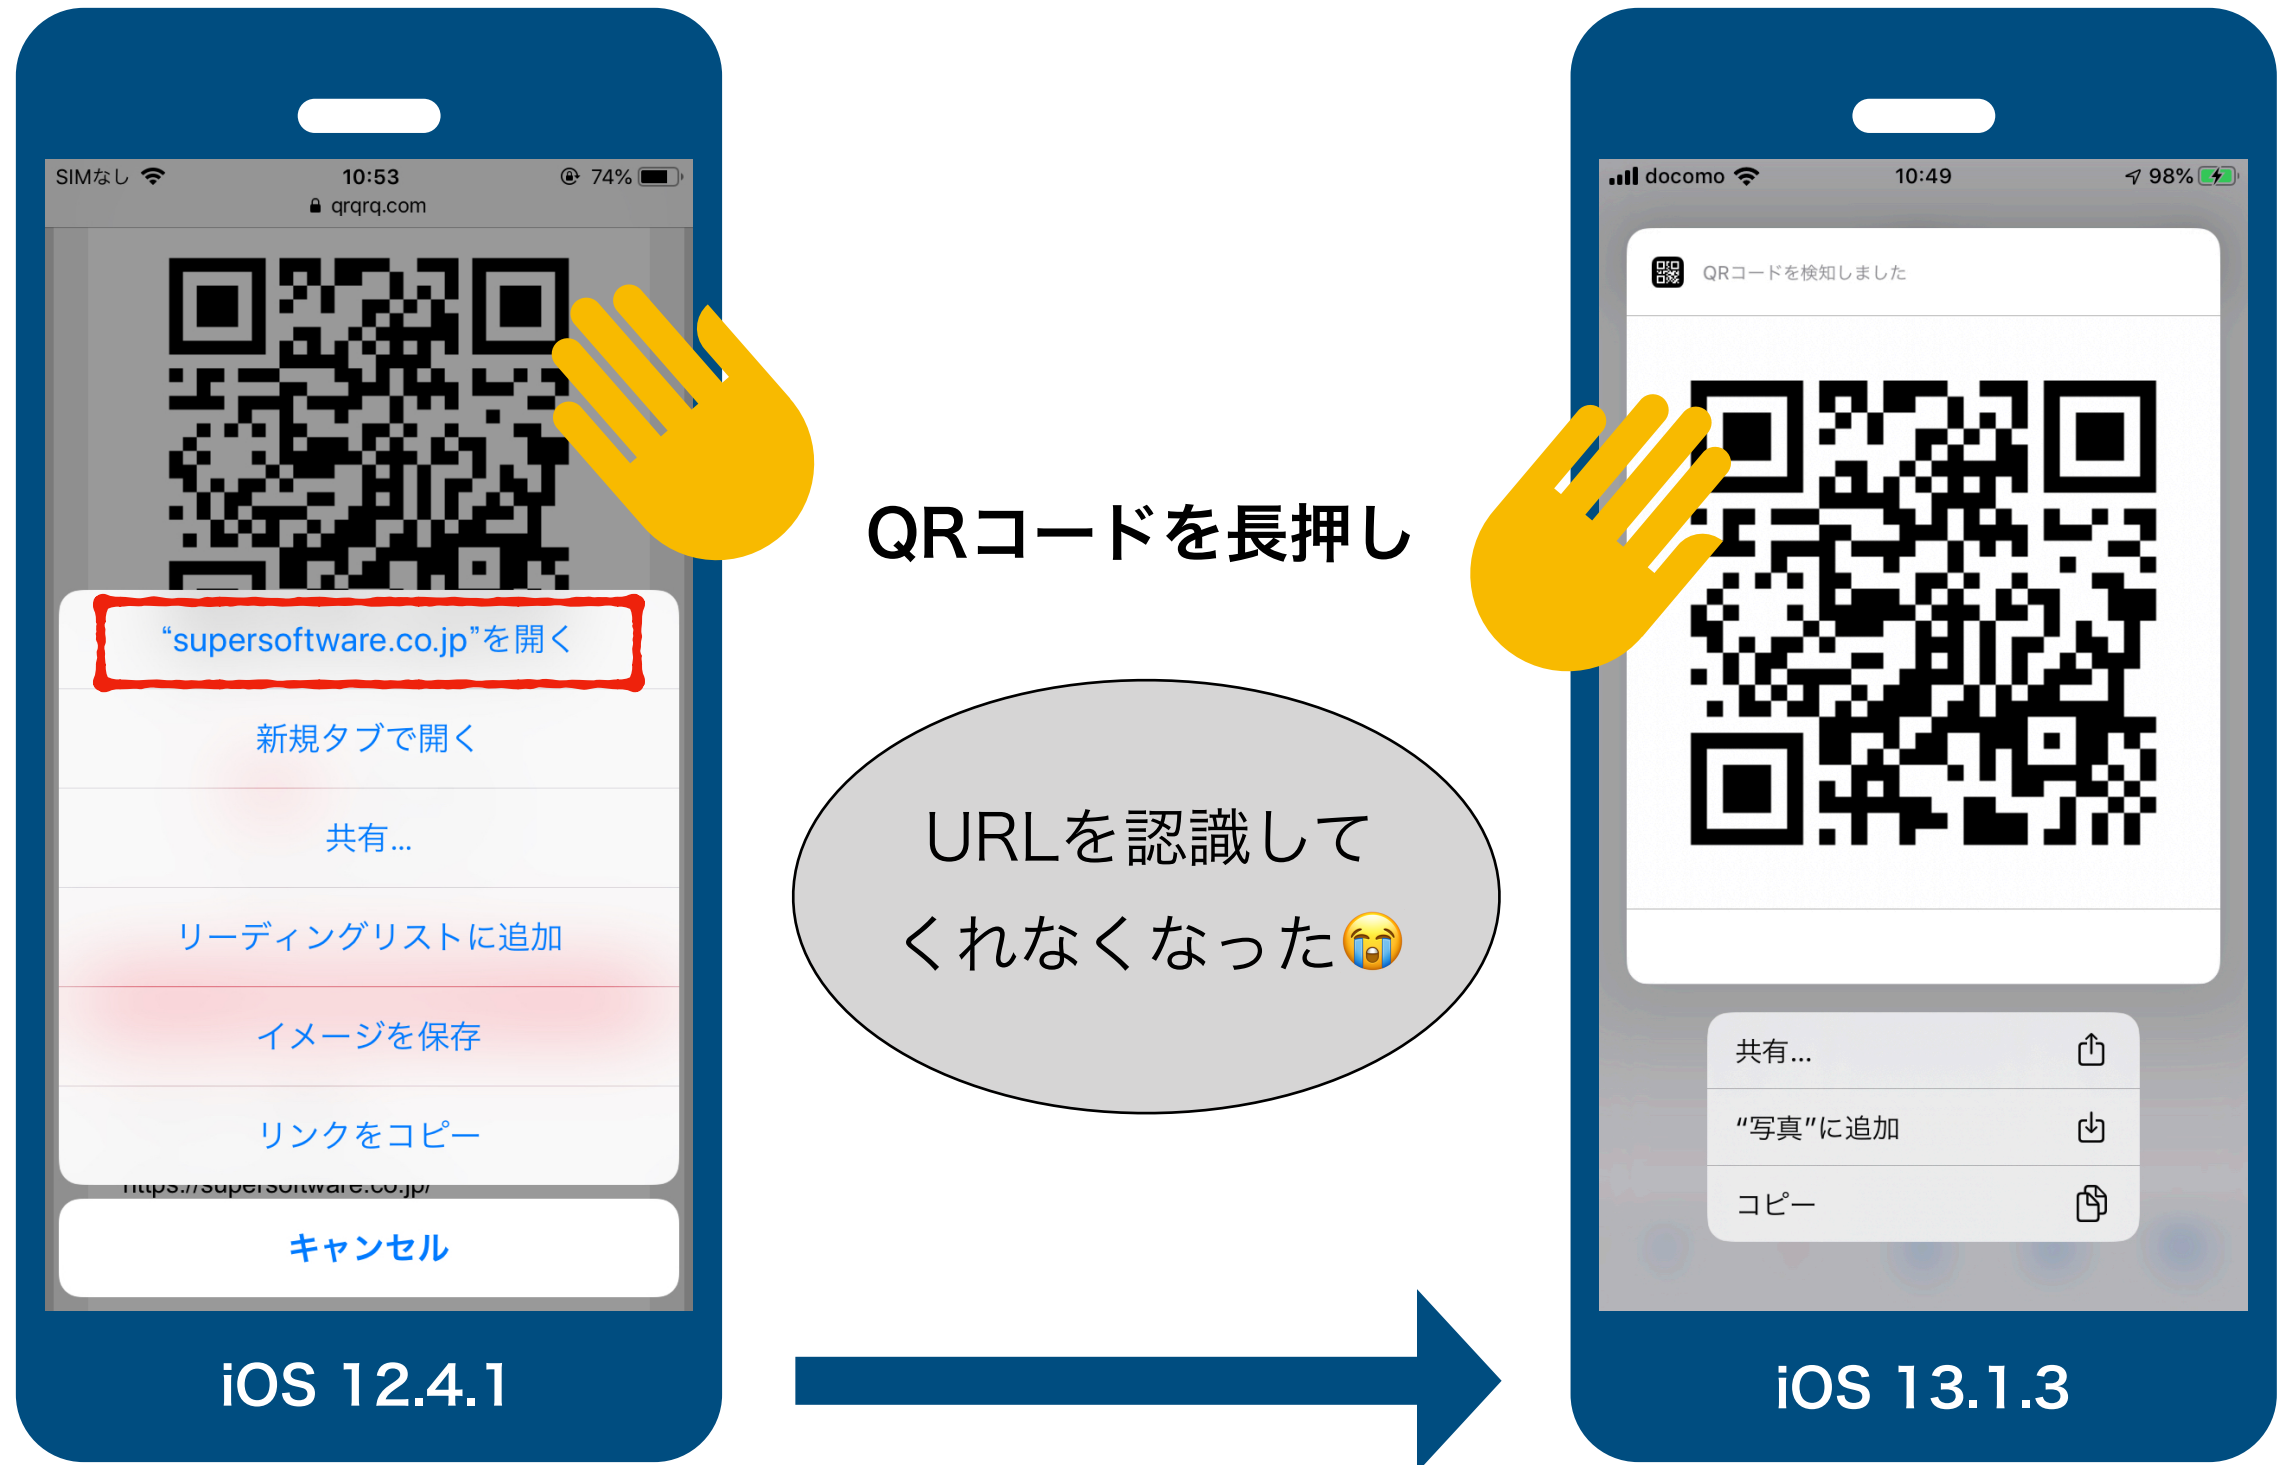 SIMなし 10:53 74%
qrqrq.com
“supersoftware.co.jp”を開く
新規タブで開く
共有...
リーディングリストに追加
イメージを保存
リンクをコピー
https://supersoftware.co.jp/
キャンセル
iOS 12.4.1
QRコードを長押し
URLを認識して
くれなくなった😭
docomo 10:49 98%
QRコードを検知しました
共有...
“写真”に追加
コピー
iOS 13.1.3